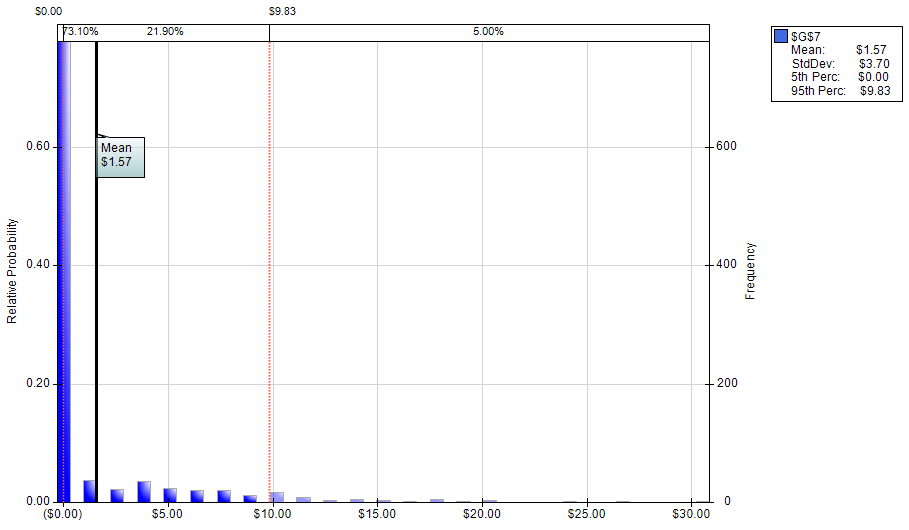 $0.00 $9.83
73.10% 21.90% 5.00%
$G$7
Mean: $1.57
StdDev: $3.70
5th Perc: $0.00
95th Perc: $9.83
Mean
$1.57
Relative Probability
0.60
0.40
0.20
0.00
600
400
200
0
Frequency
($0.00) $5.00 $10.00 $15.00 $20.00 $25.00 $30.00